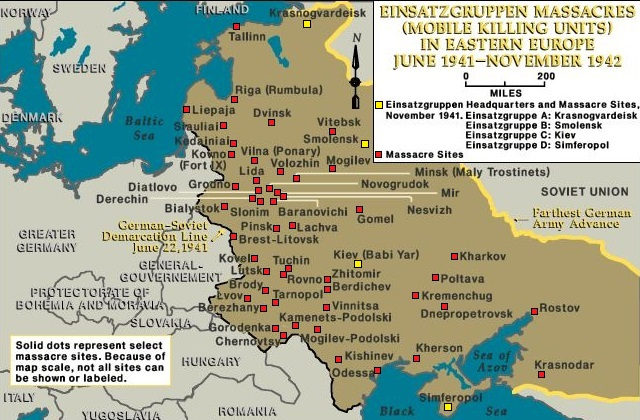 NORWAY
FINLAND
Krasnogvardeisk
EINSATZGRUPPEN MASSACRES
(MOBILE KILLING UNITS)
IN EASTERN EUROPE
JUNE 1941–NOVEMBER 1942
Tallinn
N
SWEDEN
0 200
MILES
Riga (Rumbula)
Einsatzgruppen Headquarters and Massacre Sites,
November 1941. Einsatzgruppe A: Krasnogvardeisk
Einsatzgruppe B: Smolensk
Einsatzgruppe C: Kiev
Einsatzgruppe D: Simferopol
Massacre Sites
DENMARK
Baltic
Sea
Liepaja
Dvinsk
Vitebsk
Siauliai
Smolensk
Kedainiai
Kovno
(Fort IX)
Vilna (Ponary)
Volozhin
Mogilev
Lida
Minsk (Maly Trostinets)
Diatlovo
Grodno
Novogrudok
Derechin
Mir
SOVIET UNION
Bialystok
Slonim
Baranovichi
Nesvizh
Gomel
Farthest German
Army Advance
German–Soviet
Demarcation Line
June 22,1941
Pinsk
Lachva
GREATER
GERMANY
Brest-Litovsk
Kovel
Kiev (Babi Yar)
Kharkov
GENERAL-
GOUVERNEMENT
Tuchin
Lutsk
Rovno
Zhitomir
Poltava
PROTECTORATE OF
BOHEMIA AND MORAVIA
Brody
Berdichev
Lvov
Tarnopol
Kremenchug
Berezhany
Vinnitsa
Dnepropetrovsk
Rostov
SLOVAKIA
Kamenets-Podolski
Gorodenka
Chernovtsy
Mogilev-Podolski
Solid dots represent select
massacre sites. Because of
map scale, not all sites can
be shown or labeled.
HUNGARY
Kishinev
Kherson
Sea of
Azov
Krasnodar
Odessa
ITALY
Simferopol
YUGOSLAVIA
ROMANIA
Black Sea